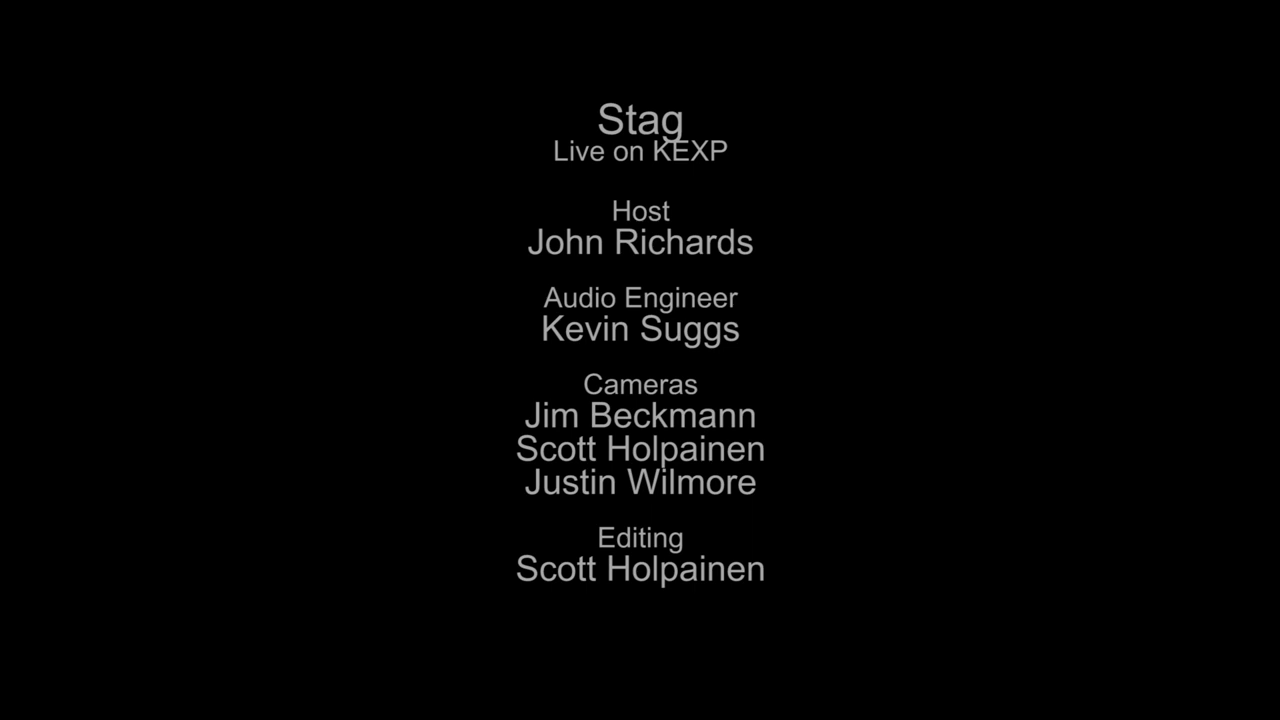 Stag
Live on KEXP
Host
John Richards
Audio Engineer
Kevin Suggs
Cameras
Jim Beckmann
Scott Holpainen
Justin Wilmore
Editing
Scott Holpainen